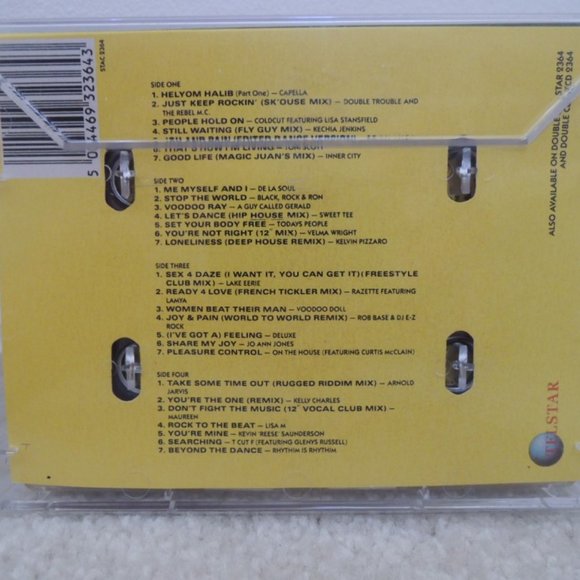 5 0 4469 323643
STAC 2364
SIDE ONE
1. HELYOM HALIB (Part One) — CAPELLA
2. JUST KEEP ROCKIN' (SK'OUSE MIX) — DOUBLE TROUBLE AND
THE REBEL M.C.
3. PEOPLE HOLD ON — COLDCUT FEATURING LISA STANSFIELD
4. STILL WAITING (FLY GUY MIX) — KECHIA JENKINS
6. THAT'S HOW I'M LIVING — TONI SCOTT
7. GOOD LIFE (MAGIC JUAN'S MIX) — INNER CITY
SIDE TWO
1. ME MYSELF AND I — DE LA SOUL
2. STOP THE WORLD — BLACK, ROCK & RON
3. VOODOO RAY — A GUY CALLED GERALD
4. LET'S DANCE (HIP HOUSE MIX) — SWEET TEE
5. SET YOUR BODY FREE — TODAYS PEOPLE
6. YOU'RE NOT RIGHT (12" MIX) — VELMA WRIGHT
7. LONELINESS (DEEP HOUSE REMIX) — KELVIN PIZZARO
SIDE THREE
1. SEX 4 DAZE (I WANT IT, YOU CAN GET IT)(FREESTYLE
CLUB MIX) — LAKE EERIE
2. READY 4 LOVE (FRENCH TICKLER MIX) — RAZETTE FEATURING
LAMYA
3. WOMEN BEAT THEIR MAN — VOODOO DOLL
4. JOY & PAIN (WORLD TO WORLD REMIX) — ROB BASE & DJ E-Z
ROCK
5. (I'VE GOT A) FEELING — DELUXE
6. SHARE MY JOY — JO ANN JONES
7. PLEASURE CONTROL — ON THE HOUSE (FEATURING CURTIS McCLAIN)
SIDE FOUR
1. TAKE SOME TIME OUT (RUGGED RIDDIM MIX) — ARNOLD
JARVIS
2. YOU'RE THE ONE (REMIX) — KELLY CHARLES
3. DON'T FIGHT THE MUSIC (12" VOCAL CLUB MIX) —
MAUREEN
4. ROCK TO THE BEAT — LISA M
5. YOU'RE MINE — KEVIN 'REESE' SAUNDERSON
6. SEARCHING — T CUT F (FEATURING GLENYS RUSSELL)
7. BEYOND THE DANCE — RHYTHIM IS RHYTHIM
ALSO AVAILABLE ON DOUBLE STAR 2364
AND DOUBLE CD 2364
TELSTAR